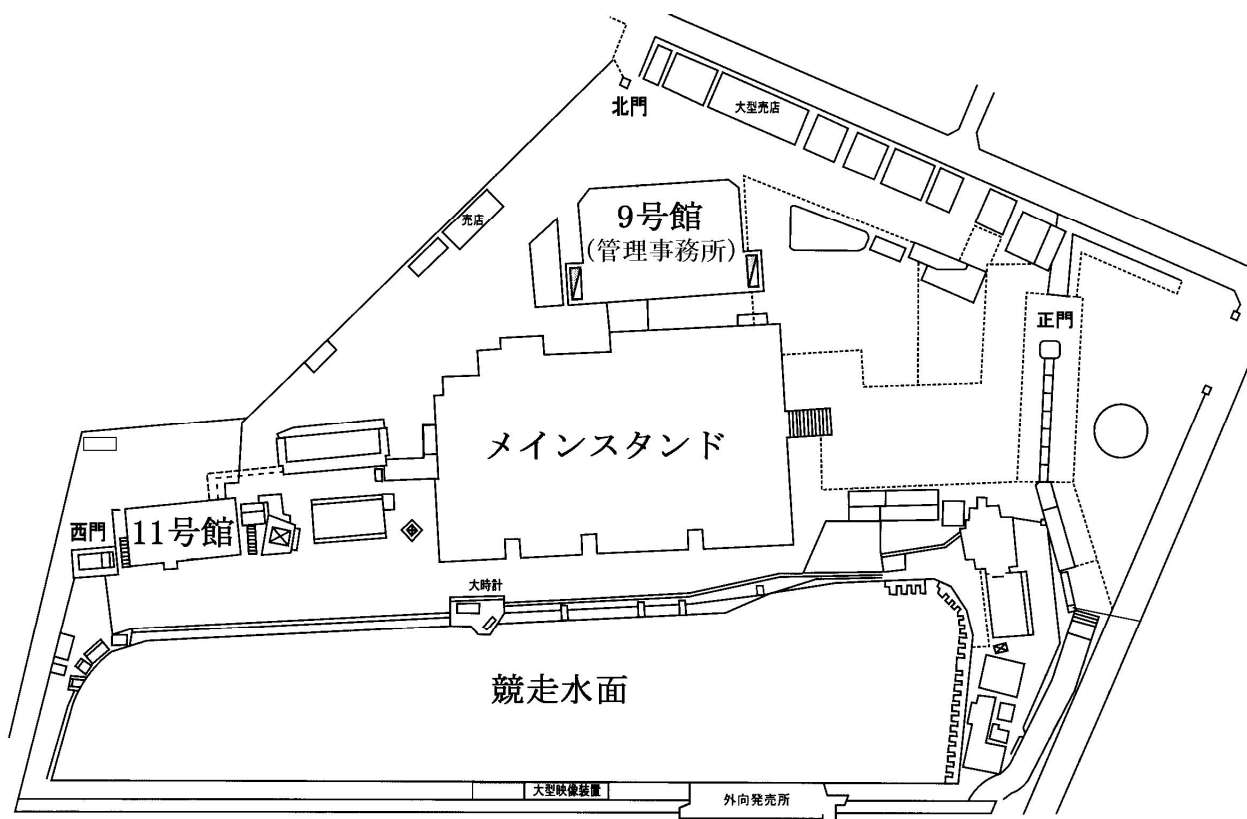 北門
大型売店
売店
9号館
(管理事務所)
正門
メインスタンド
西門
11号館
大時計
競走水面
大型映像装置
外向発売所